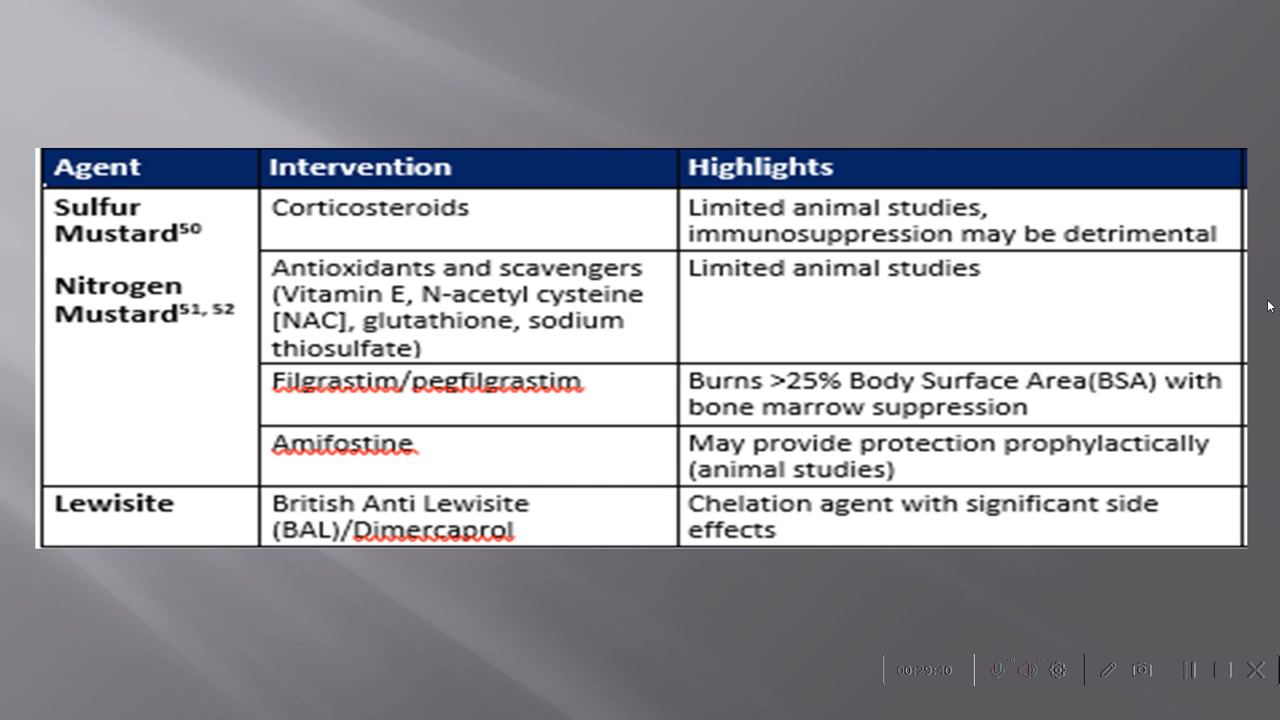 Agent Intervention Highlights
Sulfur
Mustard50
Nitrogen
Mustard51, 52
Corticosteroids
Limited animal studies,
immunosuppression may be detrimental
Antioxidants and scavengers
(Vitamin E, N-acetyl cysteine
[NAC], glutathione, sodium
thiosulfate)
Limited animal studies
Filgrastim/pegfilgrastim
Burns >25% Body Surface Area(BSA) with
bone marrow suppression
Amifostine
May provide protection prophylactically
(animal studies)
Lewisite
British Anti Lewisite
(BAL)/Dimercaprol
Chelation agent with significant side
effects
00:29:40